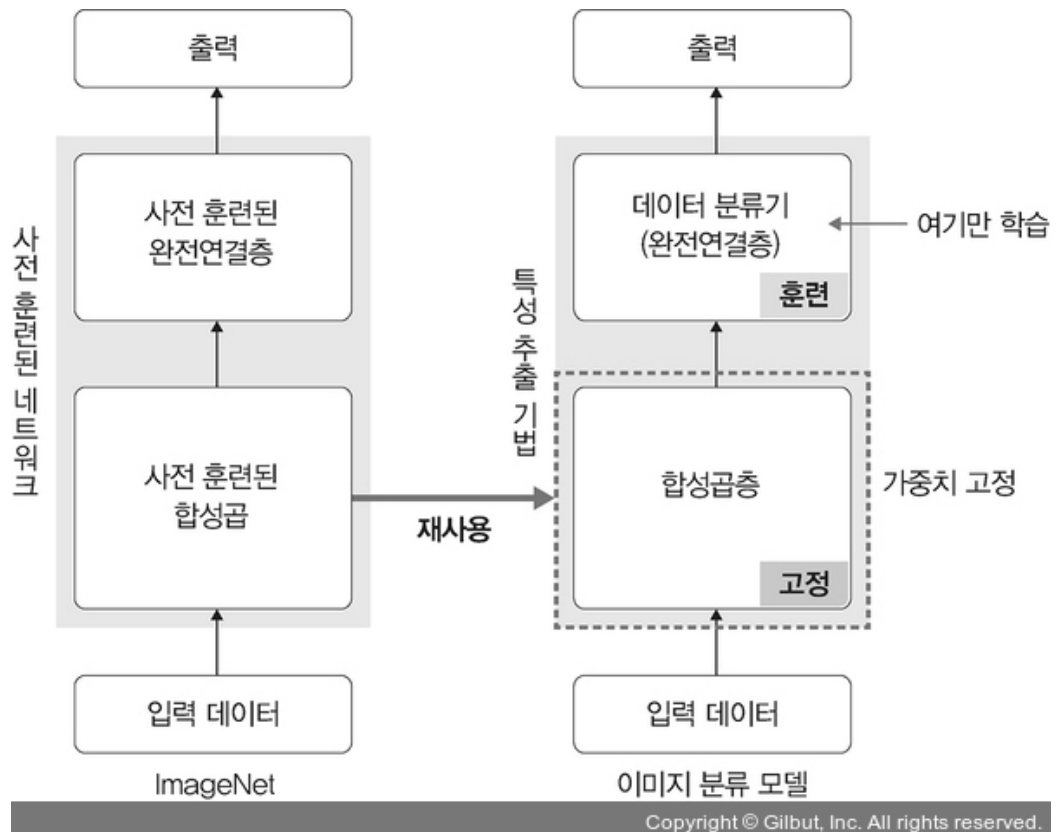 출력
사전 훈련된
완전연결층
사전 훈련된 네트워크
사전 훈련된
합성곱
입력 데이터
ImageNet
재사용
출력
데이터 분류기
(완전연결층)
훈련
여기만 학습
특성 추출 기법
합성곱층
고정
가중치 고정
입력 데이터
이미지 분류 모델
Copyright © Gilbut, Inc. All rights reserved.